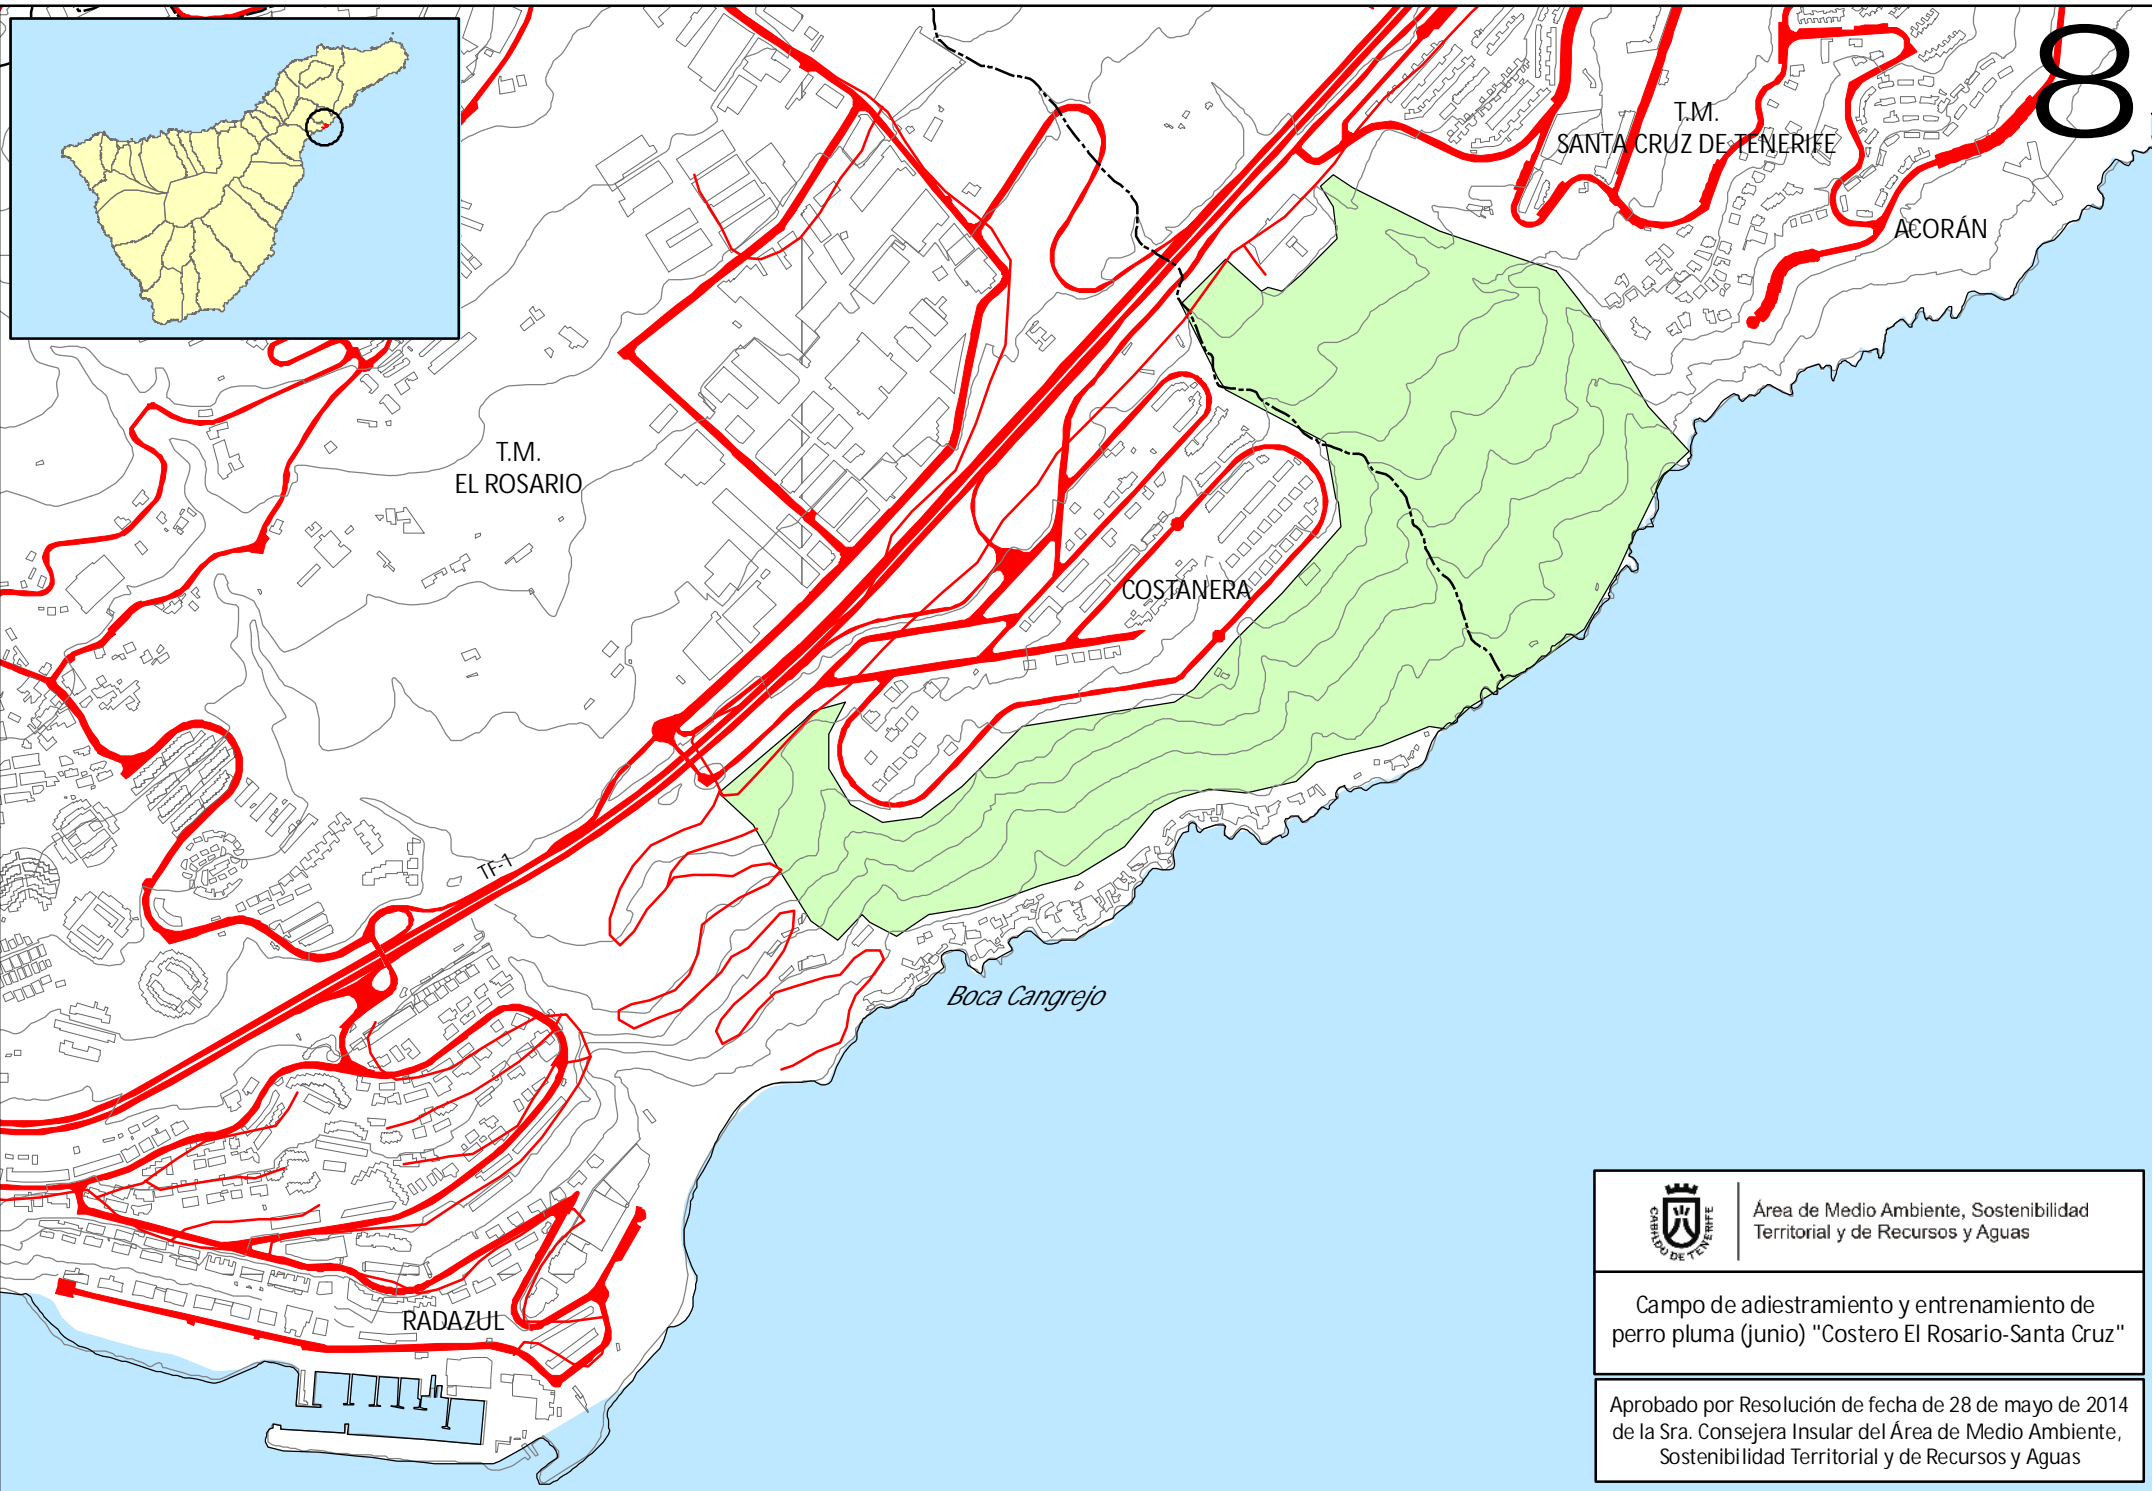 8
T.M.
SANTA CRUZ DE TENERIFE
ACORÁN
T.M.
EL ROSARIO
COSTANERA
TF-1
Boca Cangrejo
RADAZUL
CABILDO DE TENERIFE
Área de Medio Ambiente, Sostenibilidad
Territorial y de Recursos y Aguas
Campo de adiestramiento y entrenamiento de
perro pluma (junio) "Costero El Rosario-Santa Cruz"
Aprobado por Resolución de fecha de 28 de mayo de 2014
de la Sra. Consejera Insular del Área de Medio Ambiente,
Sostenibilidad Territorial y de Recursos y Aguas